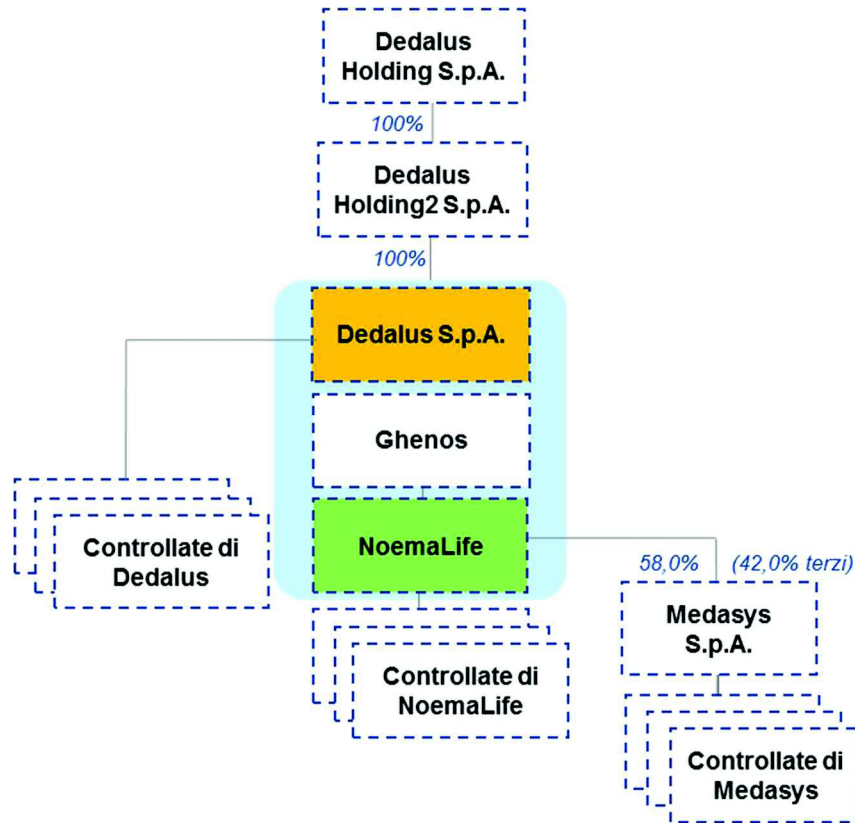 Dedalus
Holding S.p.A.
100%
Dedalus
Holding2 S.p.A.
100%
Dedalus S.p.A.
Ghenos
NoemaLife
Controllate di
Dedalus
58,0% (42,0% terzi)
Medasys
S.p.A.
Controllate di
NoemaLife
Controllate di
Medasys